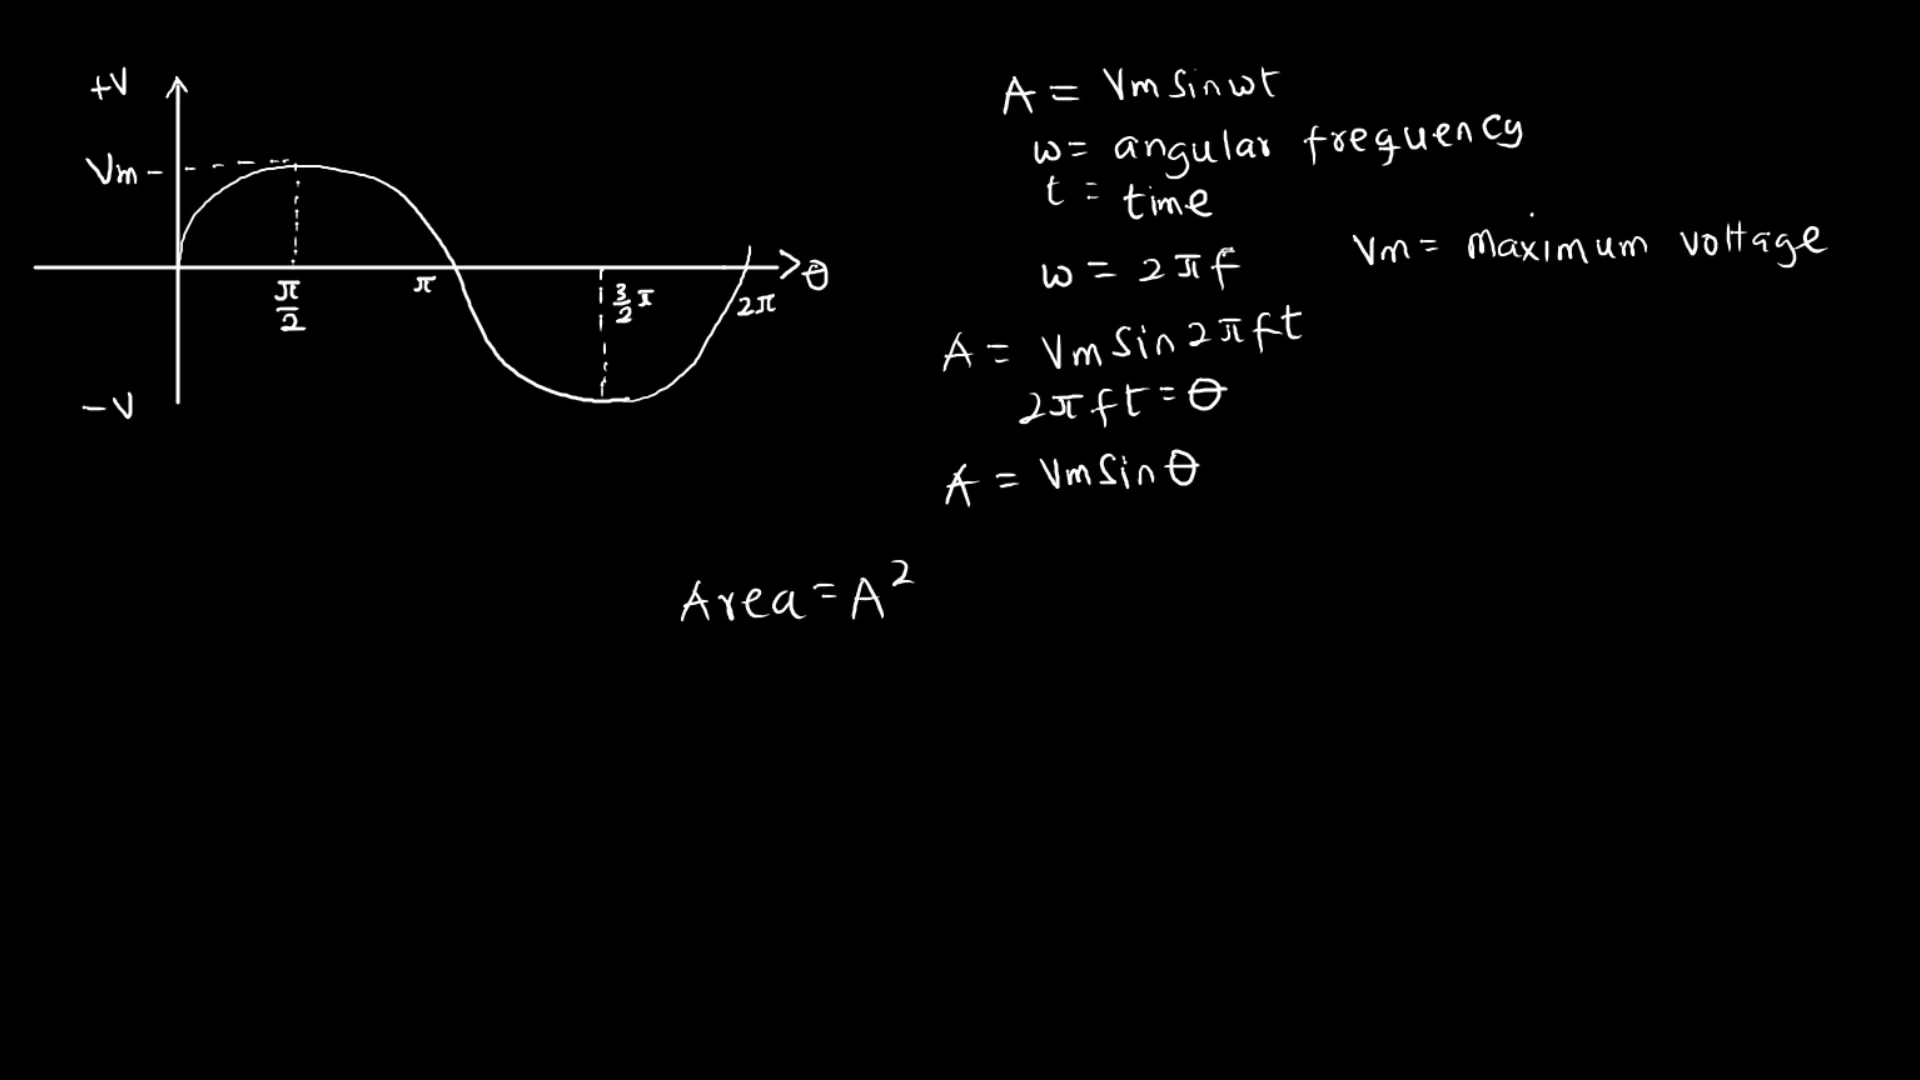 +V
Vm
π/2
π
3/2 π
2π
θ
-V
A = Vm sin ωt
ω = angular frequency
t = time
ω = 2πf
Vm = maximum voltage
A = Vm sin 2πft
2πft = θ
A = Vm sin θ
Area = A²